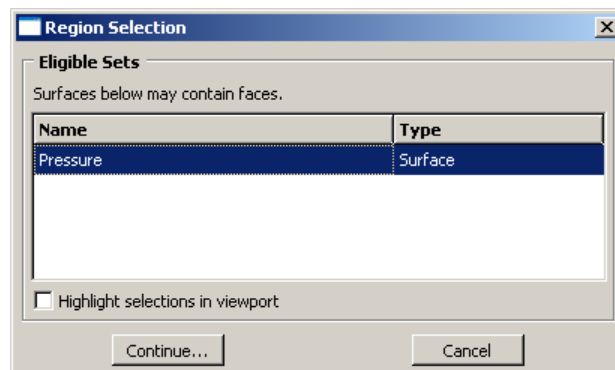 Region Selection
Eligible Sets
Surfaces below may contain faces.
Name Type
Pressure Surface
Highlight selections in viewport
Continue... Cancel